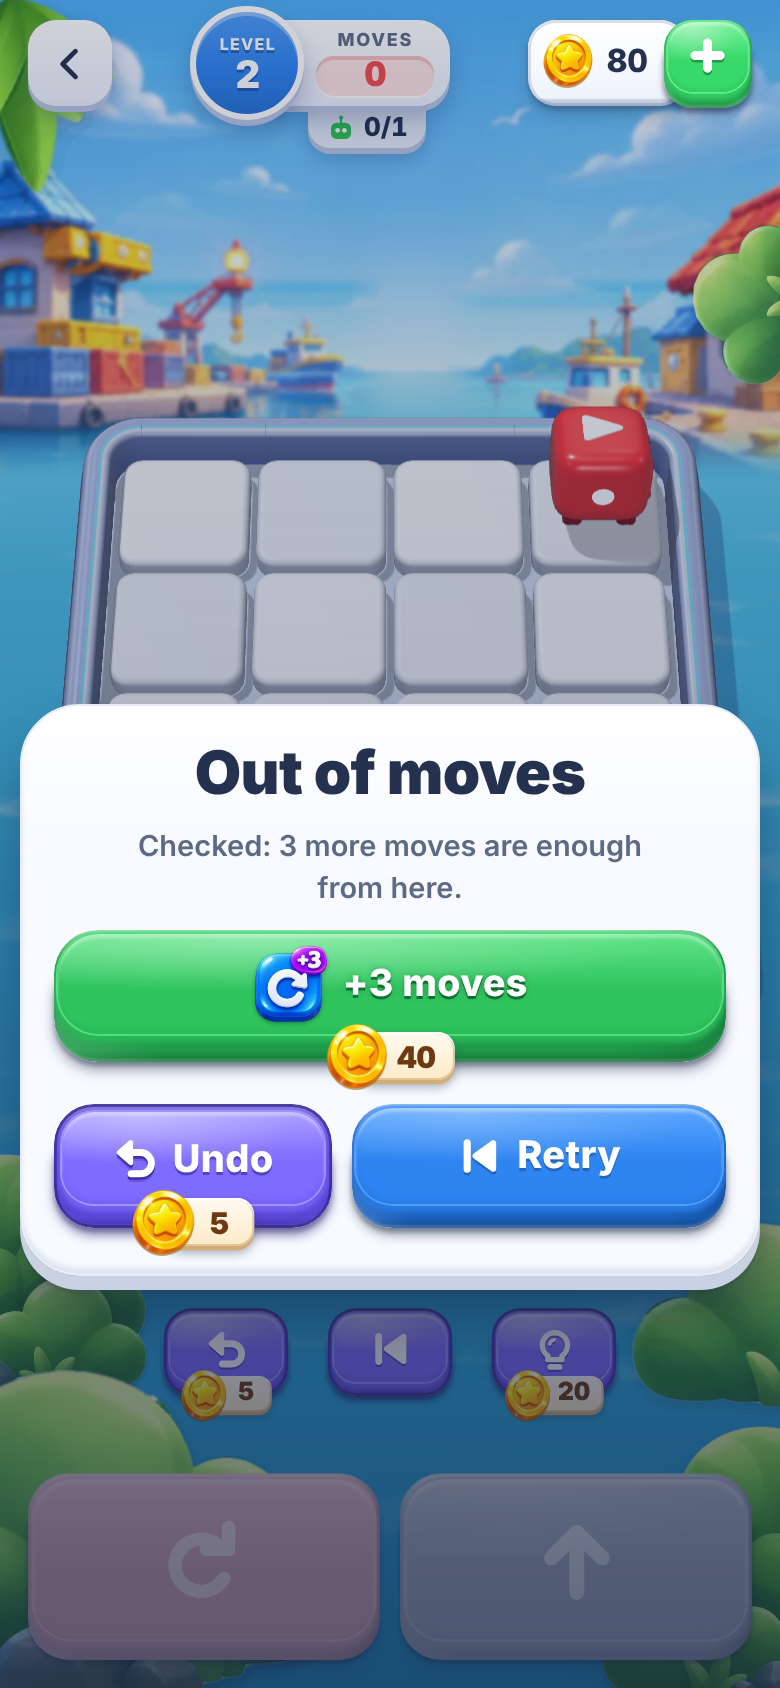 LEVEL
2
MOVES
0
0/1
80
Out of moves
Checked: 3 more moves are enough
from here.
+3
+3 moves
40
Undo
5
Retry
5
20